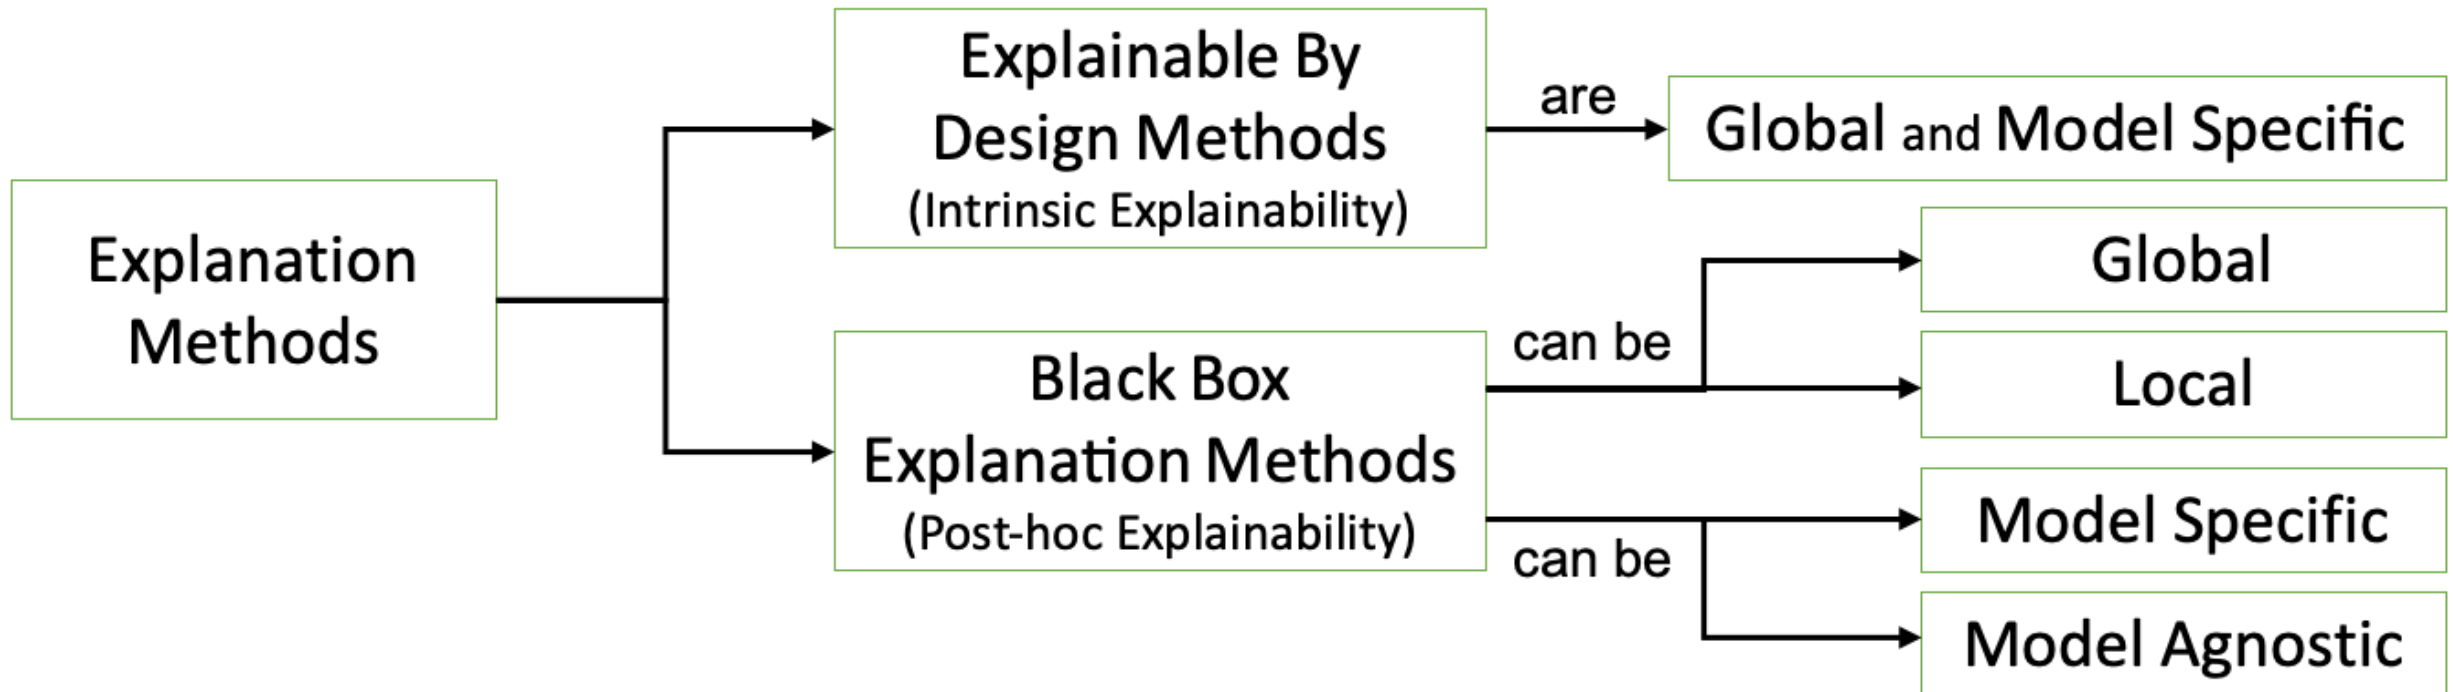 Explanation
Methods
Explainable By
Design Methods
(Intrinsic Explainability)
are
Global and Model Specific
Black Box
Explanation Methods
(Post-hoc Explainability)
can be
Global
Local
can be
Model Specific
Model Agnostic